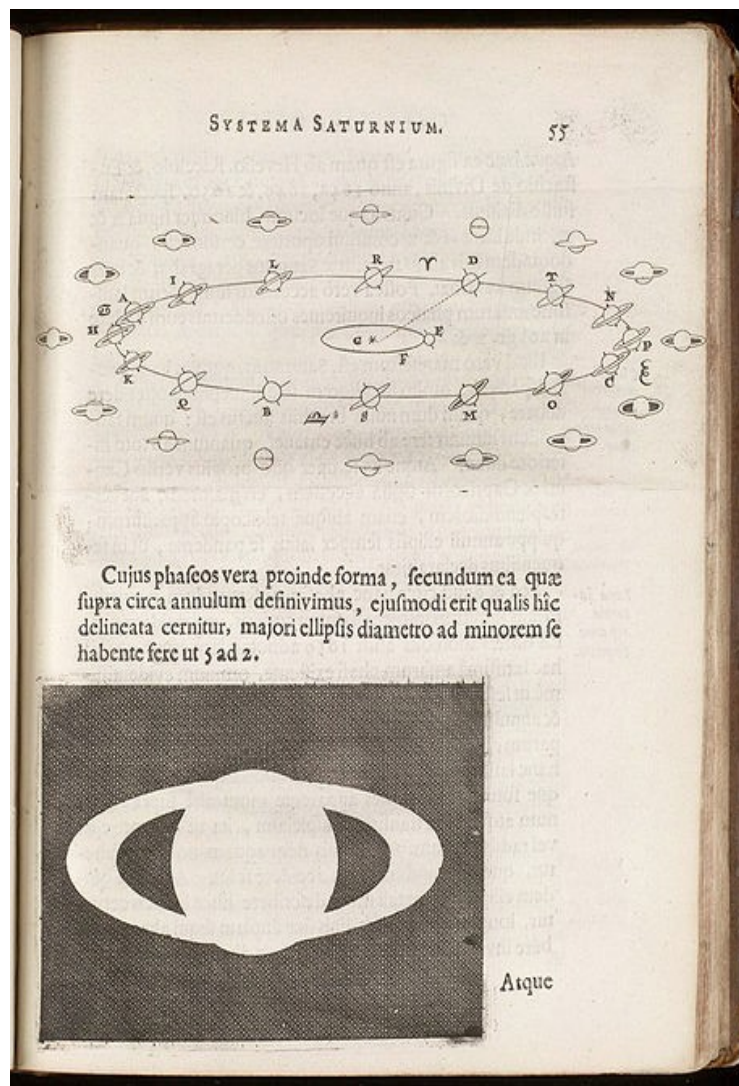 SYSTEMA SATURNIUM. 55
L R ♈ D
I T
A N
♋
H G E P
F
K C
Q O
B S M
♎
Cujus phaſeos vera proinde forma, ſecundum ea quæ
ſupra circa annulum definivimus, ejuſmodi erit qualis hîc
delineata cernitur, majori ellipſis diametro ad minorem ſe
habente fere ut 5 ad 2.
Atque